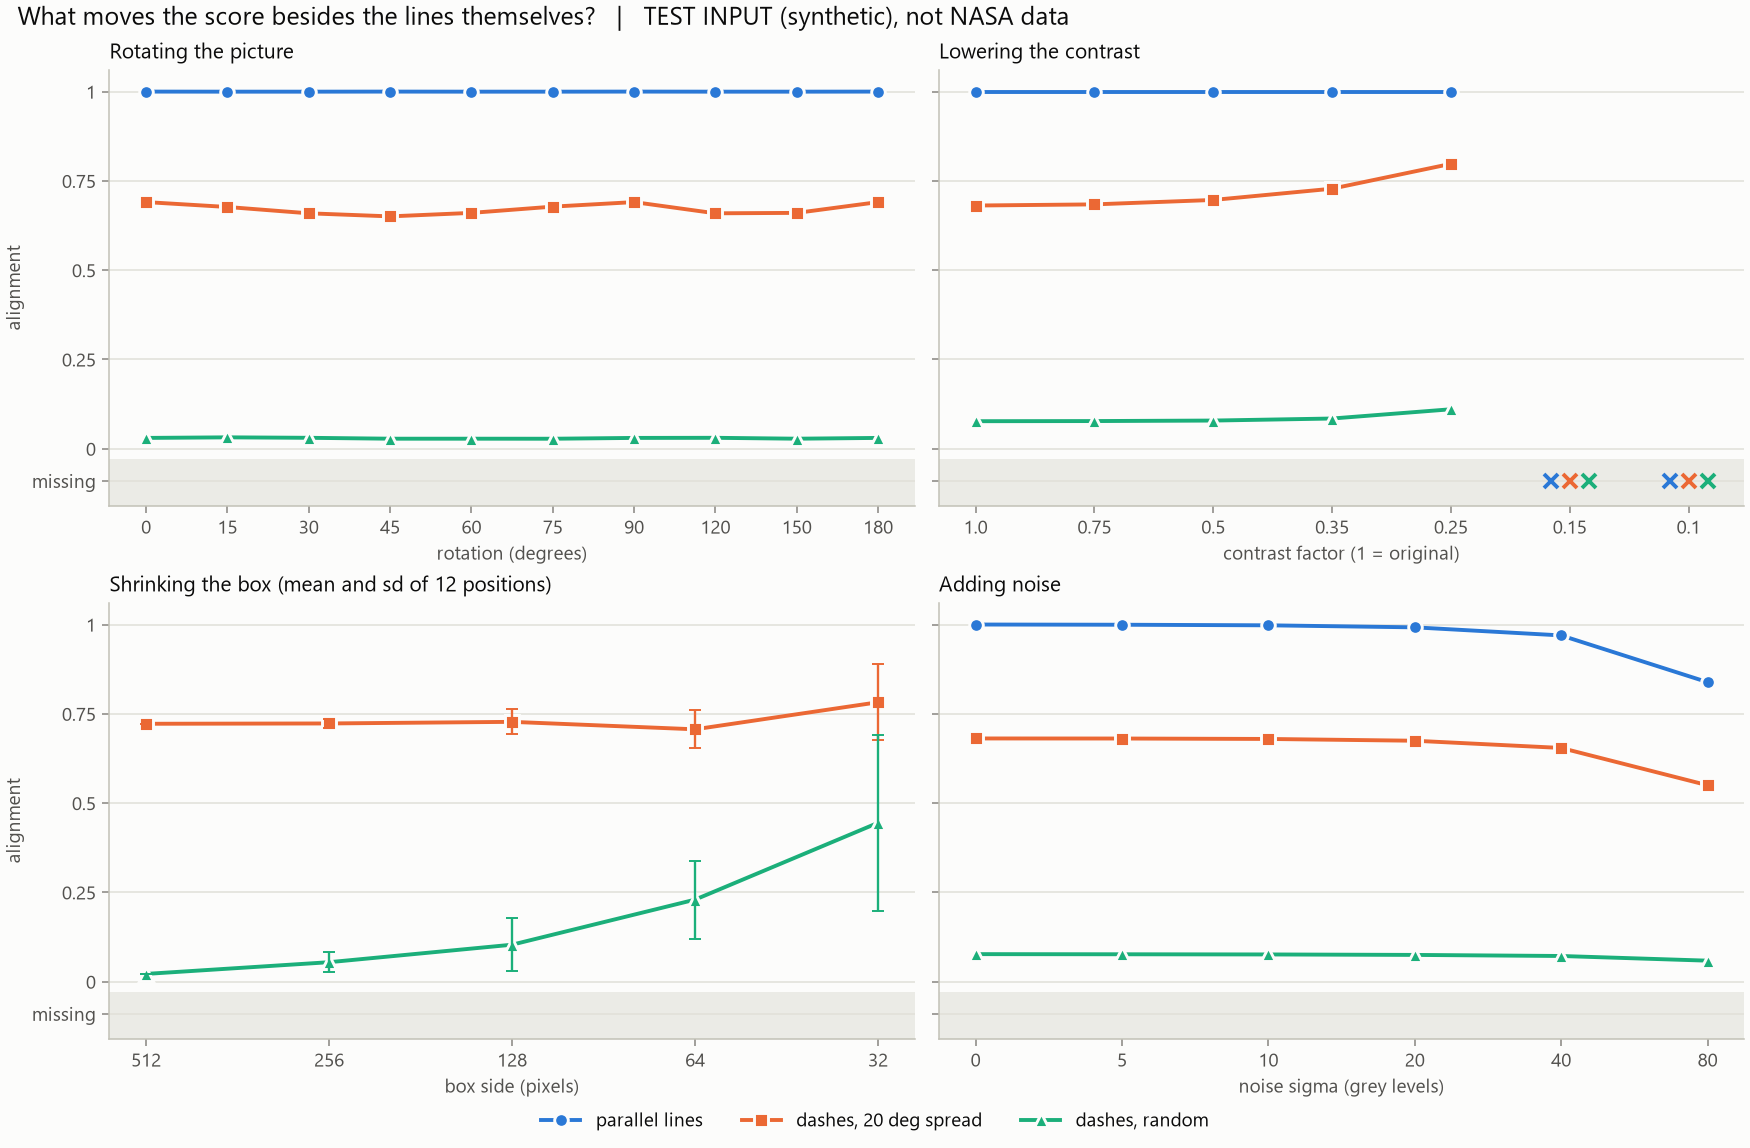 What moves the score besides the lines themselves? | TEST INPUT (synthetic), not NASA data
Rotating the picture
alignment
1
0.75
0.5
0.25
0
missing
0 15 30 45 60 75 90 120 150 180
rotation (degrees)
Lowering the contrast
1.0 0.75 0.5 0.35 0.25 0.15 0.1
contrast factor (1 = original)
Shrinking the box (mean and sd of 12 positions)
alignment
1
0.75
0.5
0.25
0
missing
512 256 128 64 32
box side (pixels)
Adding noise
0 5 10 20 40 80
noise sigma (grey levels)
parallel lines dashes, 20 deg spread dashes, random